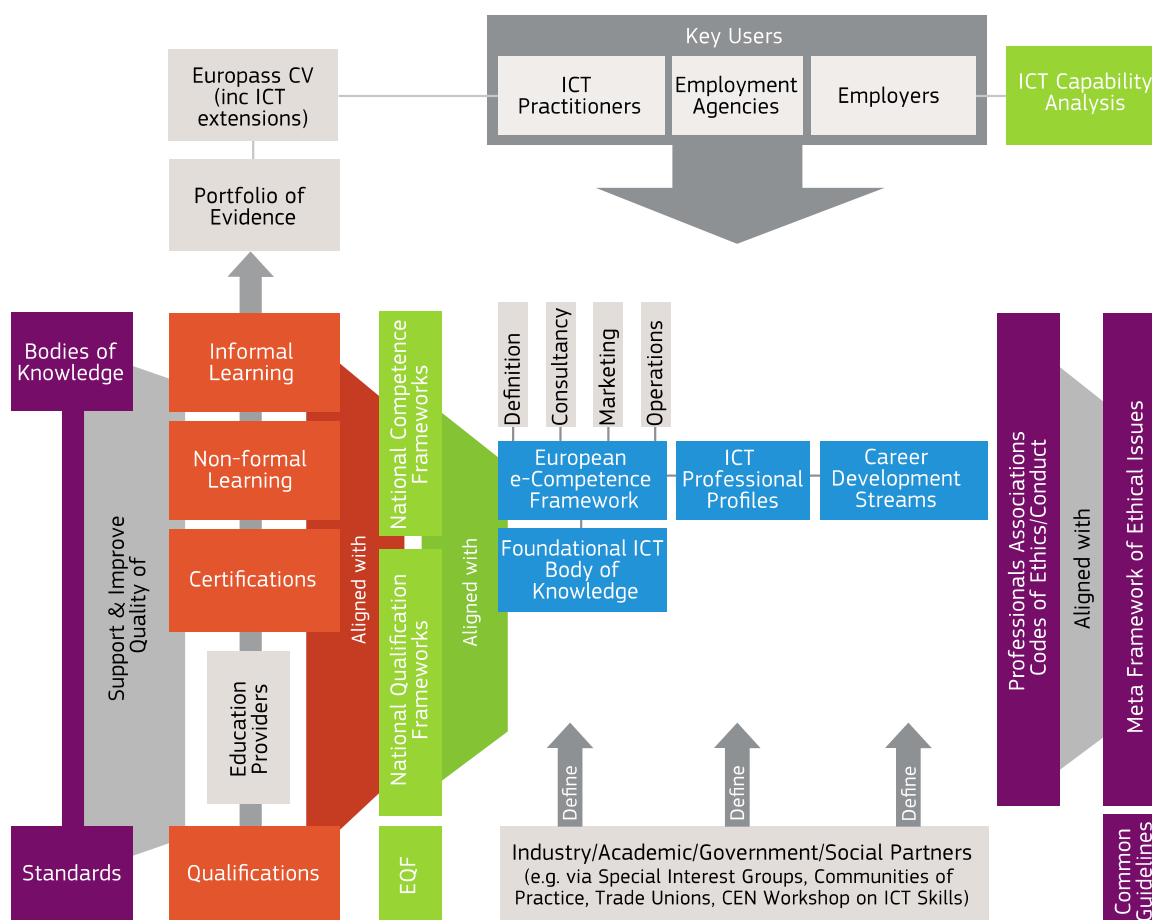 Key Users
Europass CV
(inc ICT
extensions)
ICT
Practitioners
Employment
Agencies
Employers
ICT Capability
Analysis
Portfolio of
Evidence
Bodies of
Knowledge
Informal
Learning
Non-formal
Learning
Certifications
Education
Providers
Standards
Qualifications
Support & Improve
Quality of
Aligned with
National Competence
Frameworks
National Qualification
Frameworks
EQF
Aligned with
Definition
Consultancy
Marketing
Operations
European
e-Competence
Framework
ICT
Professional
Profiles
Career
Development
Streams
Foundational ICT
Body of
Knowledge
Define
Define
Define
Industry/Academic/Government/Social Partners
(e.g. via Special Interest Groups, Communities of
Practice, Trade Unions, CEN Workshop on ICT Skills)
Professionals Associations
Codes of Ethics/Conduct
Aligned with
Meta Framework of Ethical Issues
Common
Guidelines